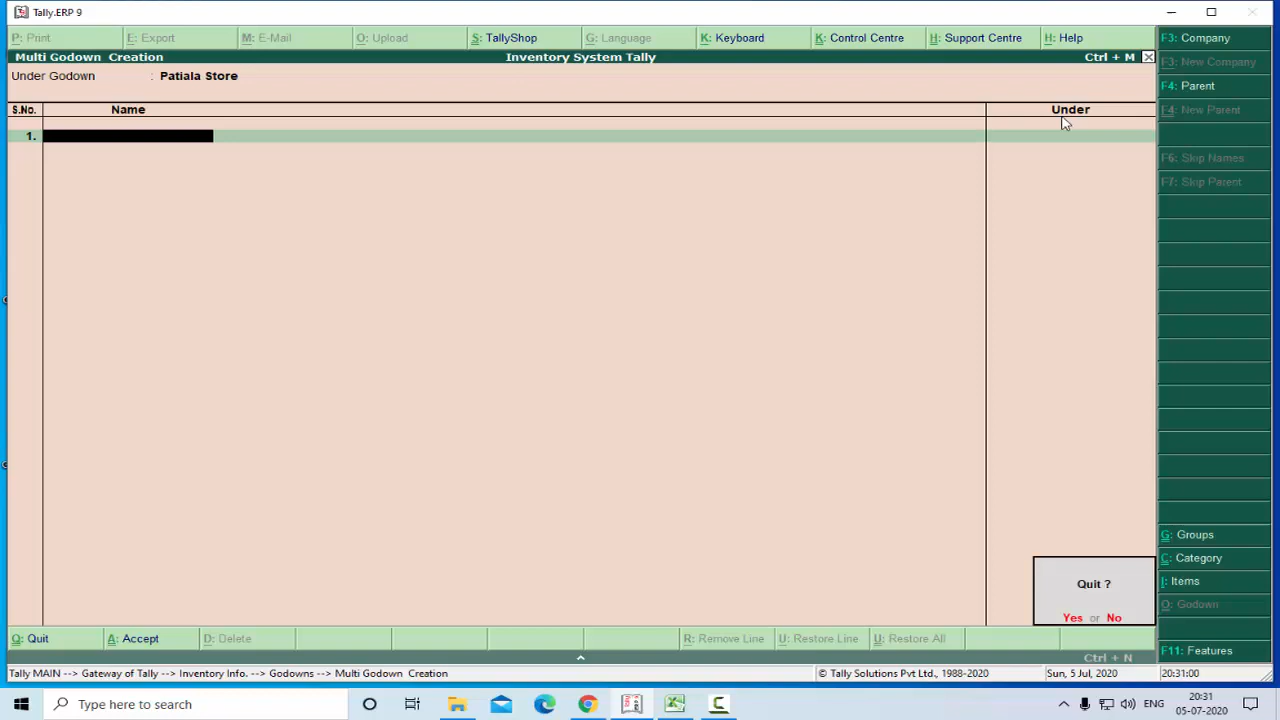 Tally.ERP 9
P: Print E: Export M: E-Mail O: Upload S: TallyShop G: Language K: Keyboard K: Control Centre H: Support Centre H: Help
F3: Company
Multi Godown Creation Inventory System Tally Ctrl + M
F3: New Company
Under Godown : Patiala Store
F4: Parent
S.No. Name Under
F4: New Parent
1.
F6: Skip Names
F7: Skip Parent
G: Groups
C: Category
I: Items
O: Godown
Quit ?
Yes or No
Q: Quit A: Accept D: Delete R: Remove Line U: Restore Line U: Restore All
F11: Features
Ctrl + N
Tally MAIN --> Gateway of Tally --> Inventory Info. --> Godowns --> Multi Godown Creation © Tally Solutions Pvt Ltd., 1988-2020 Sun, 5 Jul, 2020 20:31:00
Type here to search ENG 20:31
05-07-2020